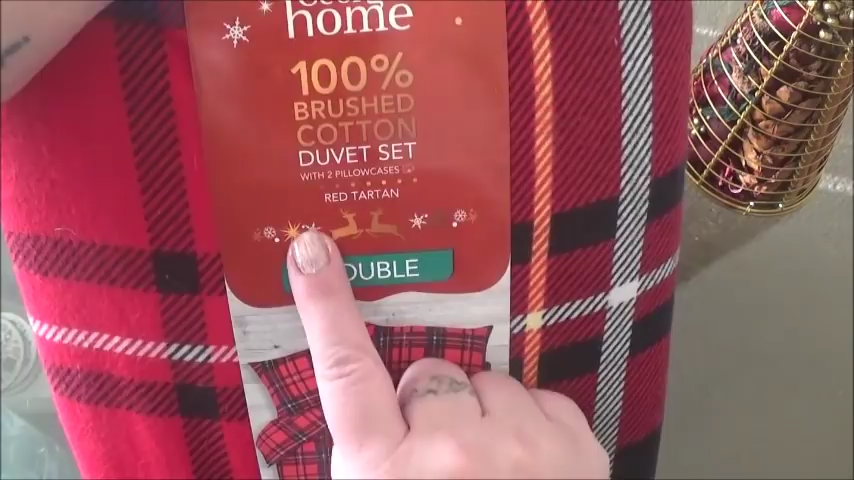 home
100%
BRUSHED
COTTON
DUVET SET
WITH 2 PILLOWCASES
RED TARTAN
OUBLE